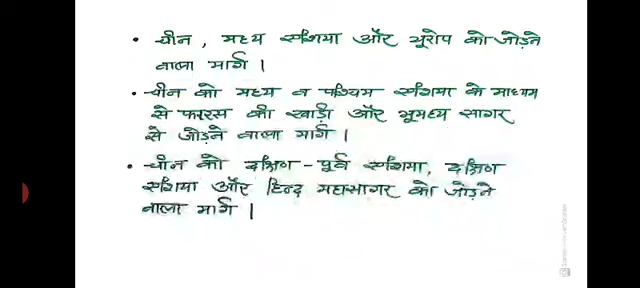 • चीन, मध्य एशिया और यूरोप को जोड़ने
वाला मार्ग।
• चीन को मध्य व पश्चिम एशिया के माध्यम
से फारस की खाड़ी और भूमध्य सागर
से जोड़ने वाला मार्ग।
• चीन को दक्षिण-पूर्व एशिया, दक्षिण
एशिया और हिन्द महासागर को जोड़ने
वाला मार्ग।